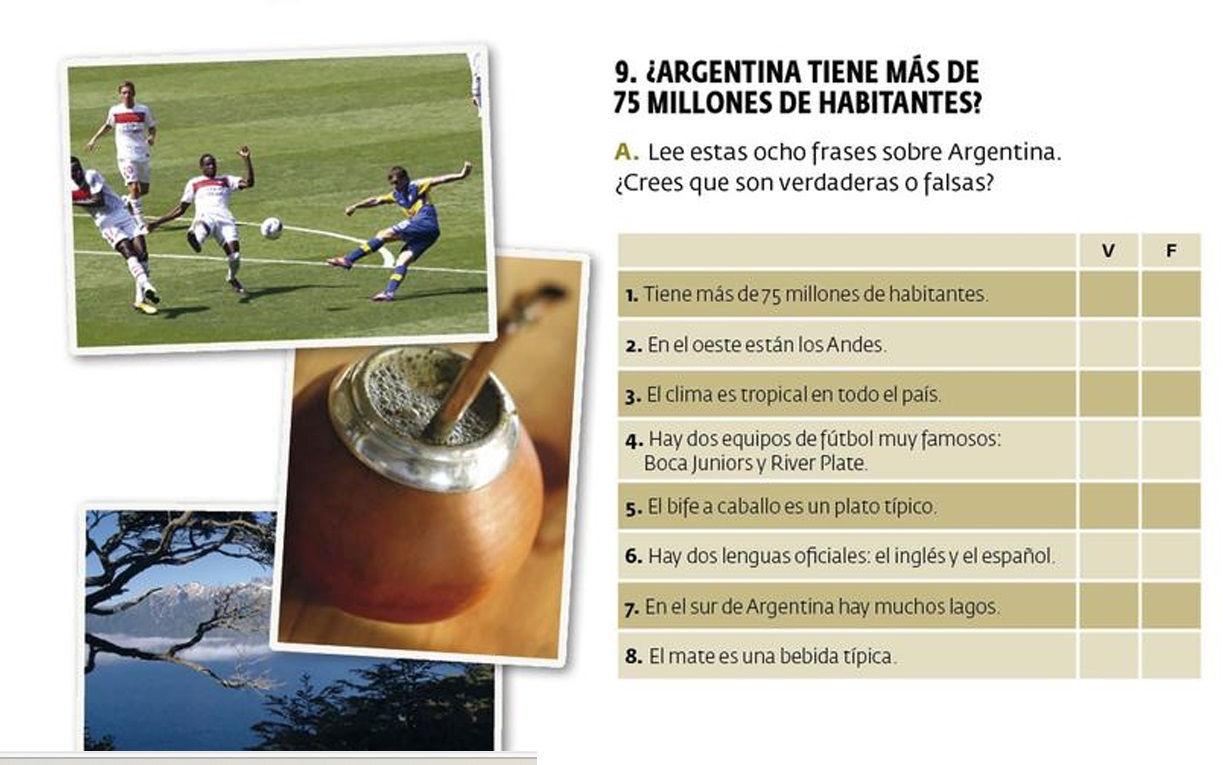 9. ¿ARGENTINA TIENE MÁS DE
75 MILLONES DE HABITANTES?
A. Lee estas ocho frases sobre Argentina.
¿Crees que son verdaderas o falsas?
V F
1. Tiene más de 75 millones de habitantes.
2. En el oeste están los Andes.
3. El clima es tropical en todo el país.
4. Hay dos equipos de fútbol muy famosos:
Boca Juniors y River Plate.
5. El bife a caballo es un plato típico.
6. Hay dos lenguas oficiales: el inglés y el español.
7. En el sur de Argentina hay muchos lagos.
8. El mate es una bebida típica.